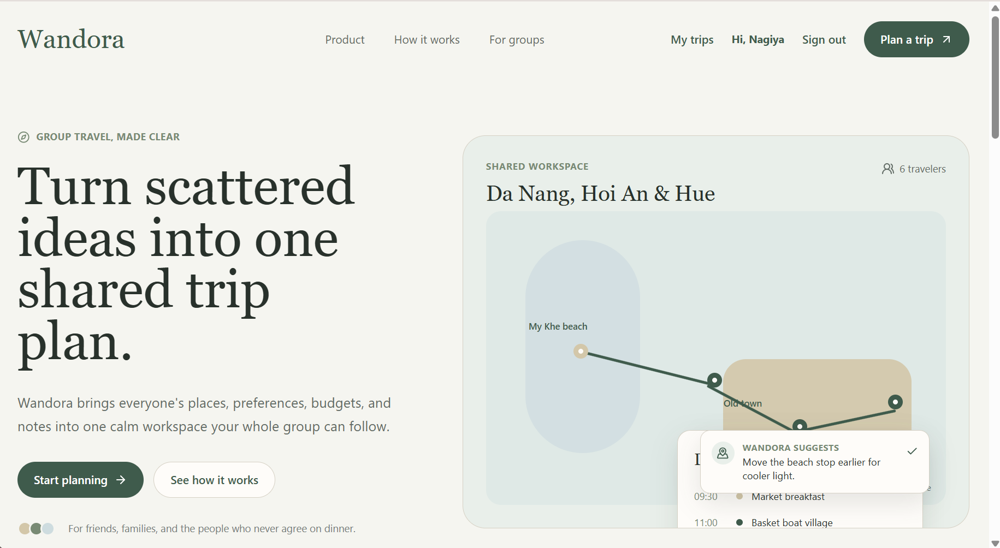 Wandora
Product
How it works
For groups
My trips
Hi, Nagiya
Sign out
Plan a trip
GROUP TRAVEL, MADE CLEAR
Turn scattered
ideas into one
shared trip
plan.
Wandora brings everyone's places, preferences, budgets, and
notes into one calm workspace your whole group can follow.
Start planning
See how it works
For friends, families, and the people who never agree on dinner.
SHARED WORKSPACE
6 travelers
Da Nang, Hoi An & Hue
My Khe beach
Old town
WANDORA SUGGESTS
Move the beach stop earlier for
cooler light.
09:30
Market breakfast
11:00
Basket boat village